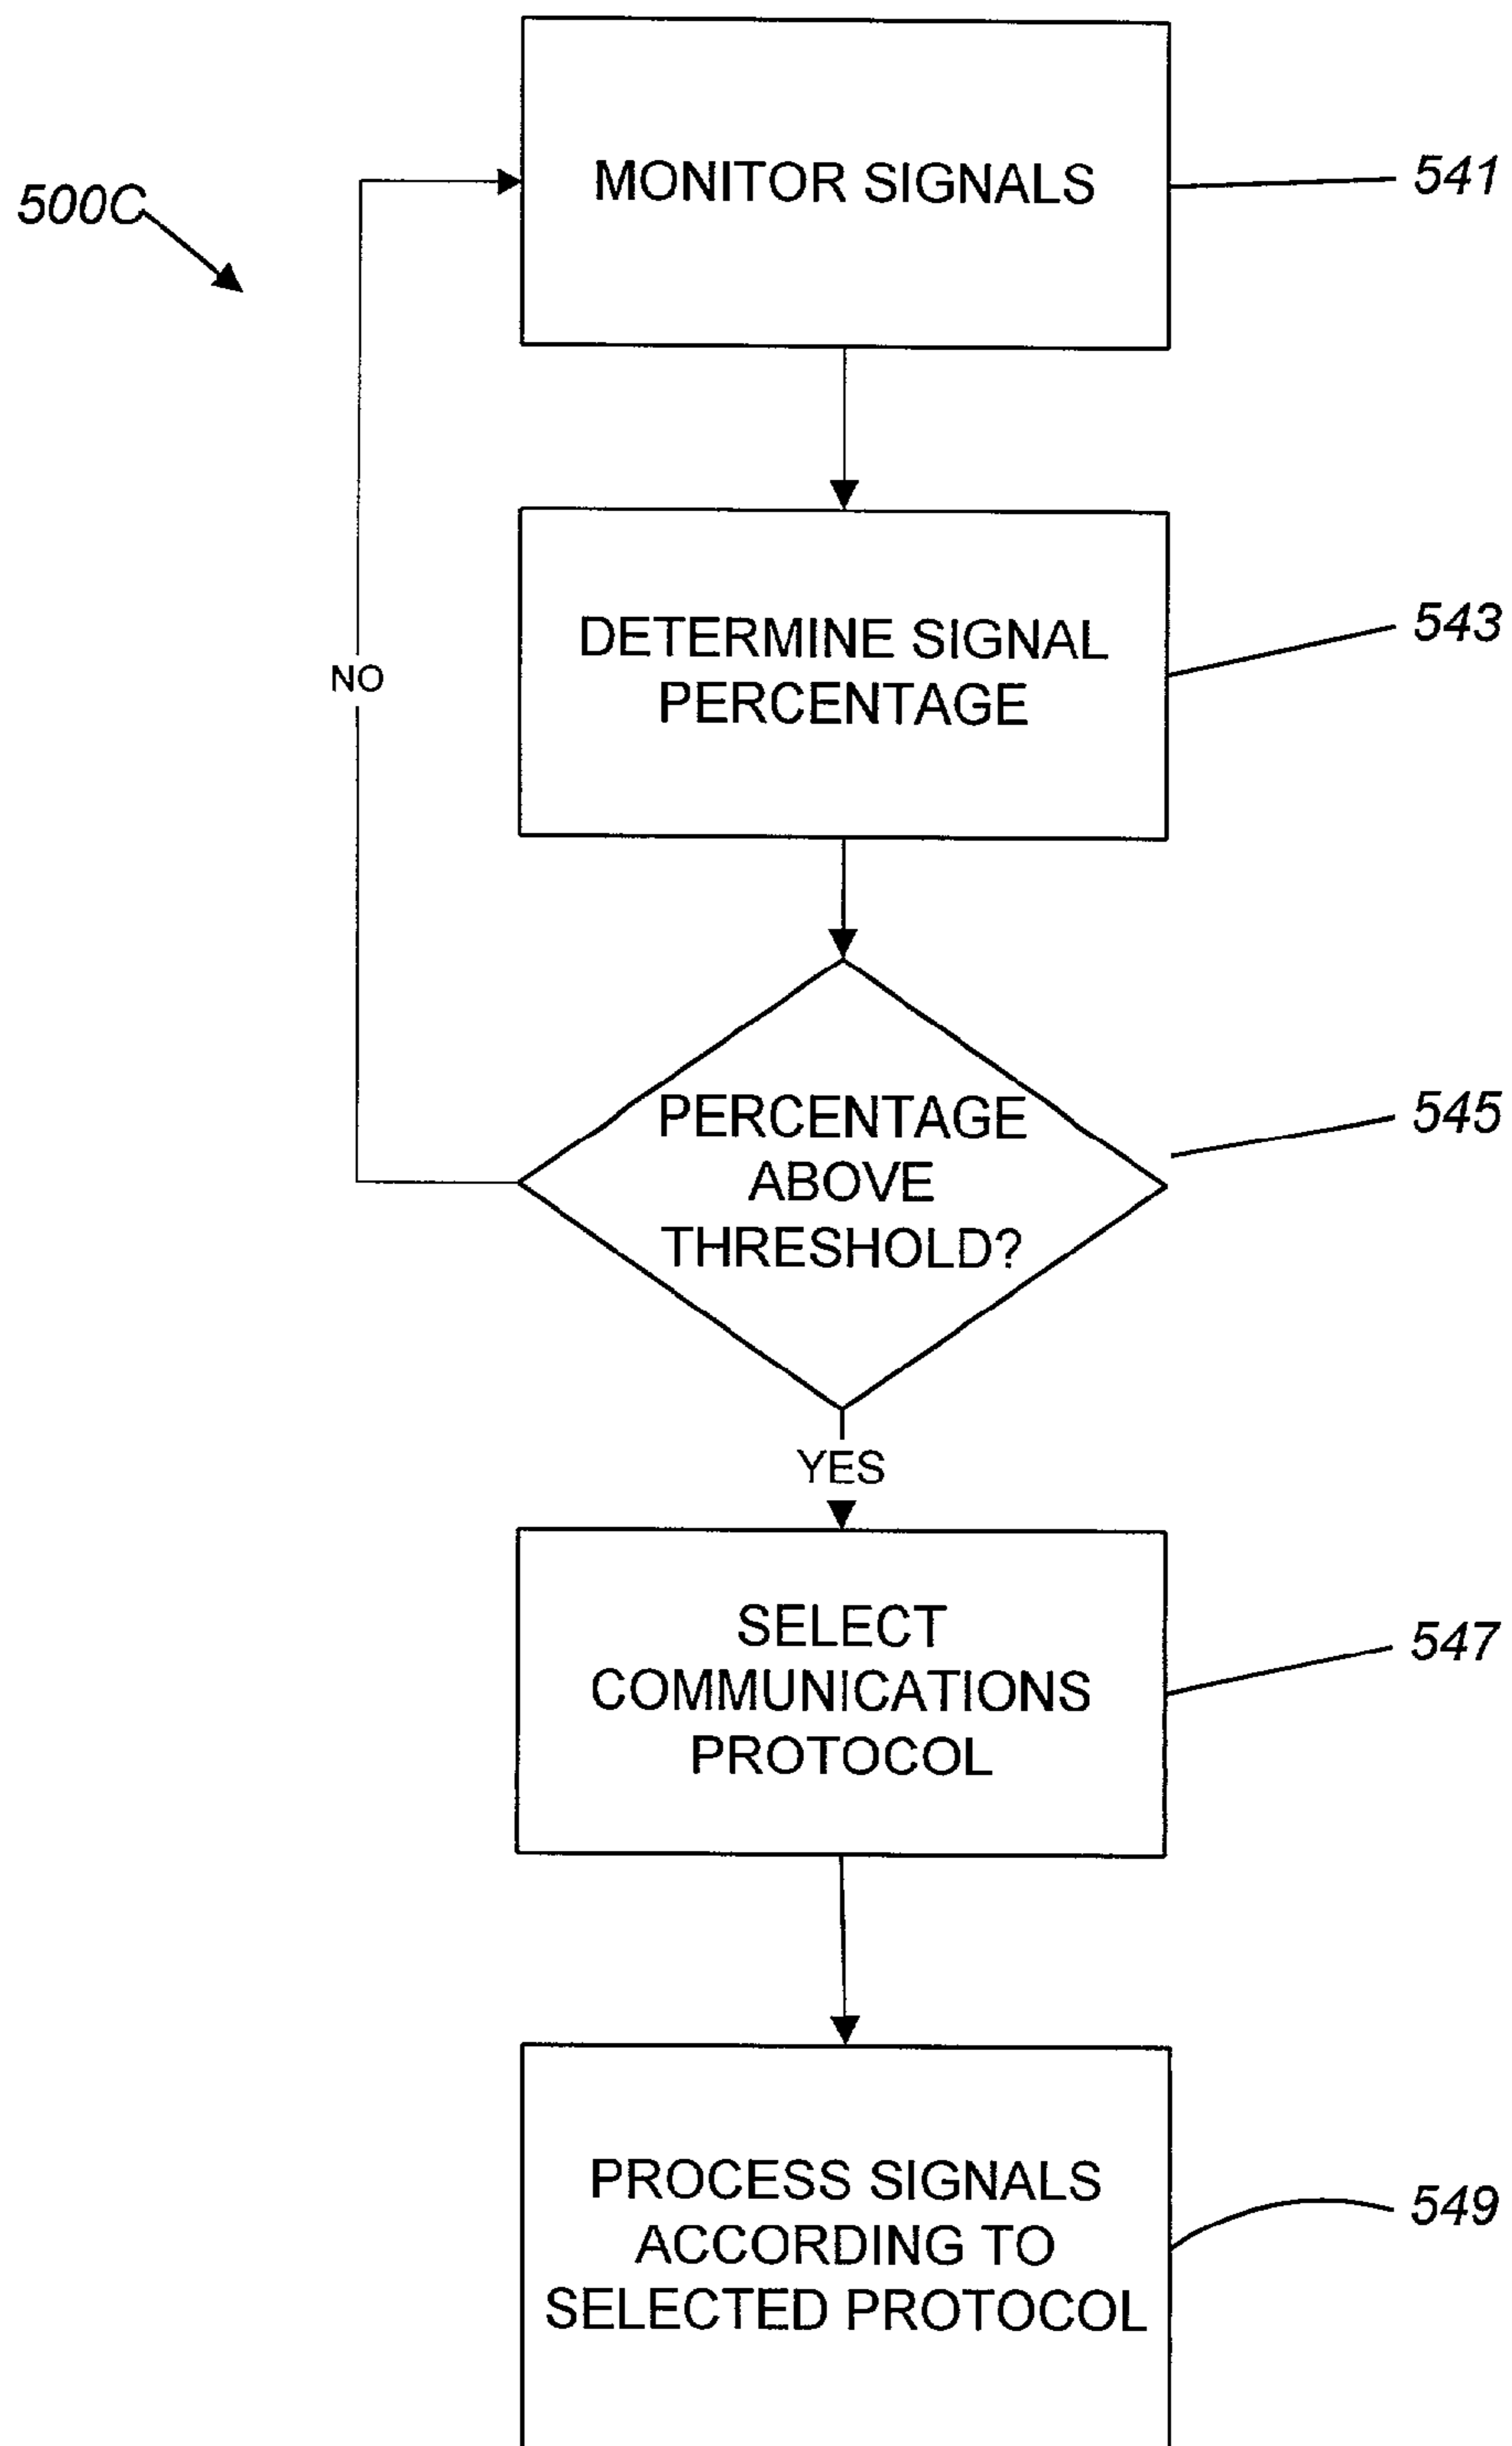 500C
MONITOR SIGNALS
541
DETERMINE SIGNAL
PERCENTAGE
543
NO
PERCENTAGE
ABOVE
THRESHOLD?
545
YES
SELECT
COMMUNICATIONS
PROTOCOL
547
PROCESS SIGNALS
ACCORDING TO
SELECTED PROTOCOL
549